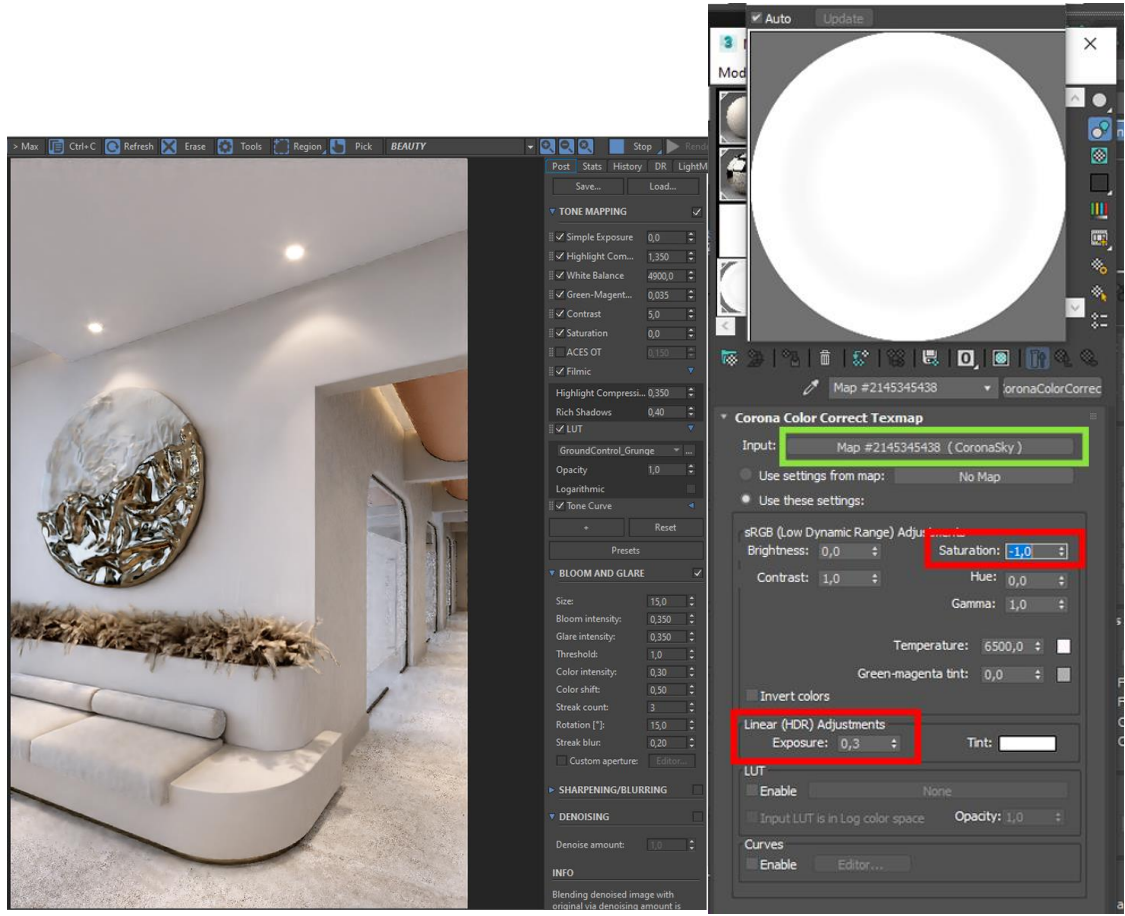 > Max Ctrl+C Refresh Erase Tools Region Pick BEAUTY Stop
Post Stats History DR
Save... Load...
TONE MAPPING
Simple Exposure 0,0
Highlight Com... 1,350
White Balance 4900,0
Green-Magent... 0,035
Contrast 5,0
Saturation 0,0
ACES OT 0,150
Filmic
Highlight Compressi... 0,350
Rich Shadows 0,40
LUT
GroundControl_Grunge ...
Opacity 1,0
Logarithmic
Tone Curve
+ Reset
Presets
BLOOM AND GLARE
Size: 15,0
Bloom intensity: 0,350
Glare intensity: 0,350
Threshold: 1,0
Color intensity: 0,30
Color shift: 0,50
Streak count: 3
Rotation [°]: 15,0
Streak blur: 0,20
Custom aperture: Editor...
SHARPENING/BLURRING
DENOISING
Denoise amount: 1,0
INFO
Blending denoised image with
original via denoising amount is
Auto Update
3
Mod
Map #2145345438 oronaColorCorrec
Corona Color Correct Texmap
Input: Map #2145345438 (CoronaSky)
Use settings from map: No Map
Use these settings:
sRGB (Low Dynamic Range) Adjustments
Brightness: 0,0 Saturation: -1,0
Contrast: 1,0 Hue: 0,0
Gamma: 1,0
Temperature: 6500,0
Green-magenta tint: 0,0
Invert colors
Linear (HDR) Adjustments
Exposure: 0,3 Tint:
LUT
Enable None
Input LUT is in Log color space Opacity: 1,0
Curves
Enable Editor...